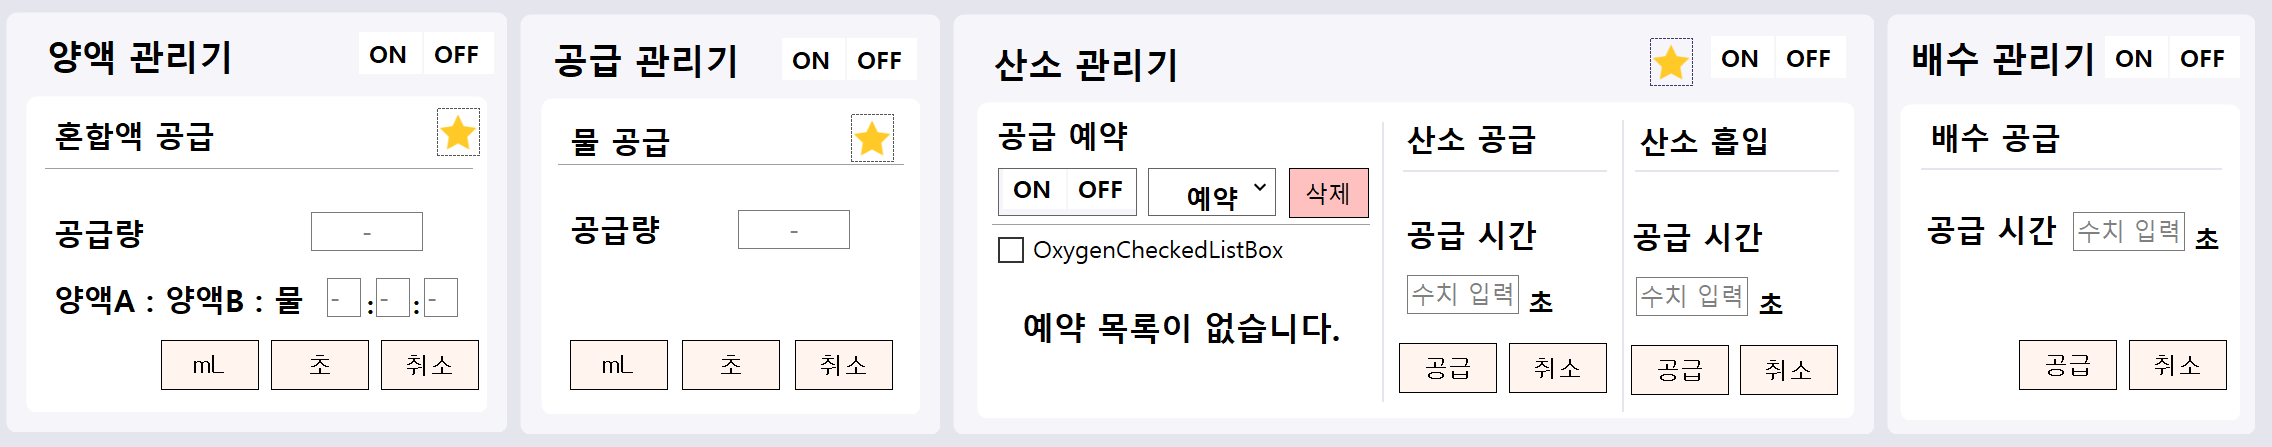 양액 관리기 ON OFF
혼합액 공급
공급량 -
양액A : 양액B : 물 - : - : -
mL 초 취소
공급 관리기 ON OFF
물 공급
공급량 -
mL 초 취소
산소 관리기 ON OFF
공급 예약
ON OFF 예약 삭제
OxygenCheckedListBox
예약 목록이 없습니다.
산소 공급
공급 시간
수치 입력 초
공급 취소
산소 흡입
공급 시간
수치 입력 초
공급 취소
배수 관리기 ON OFF
배수 공급
공급 시간 수치 입력 초
공급 취소